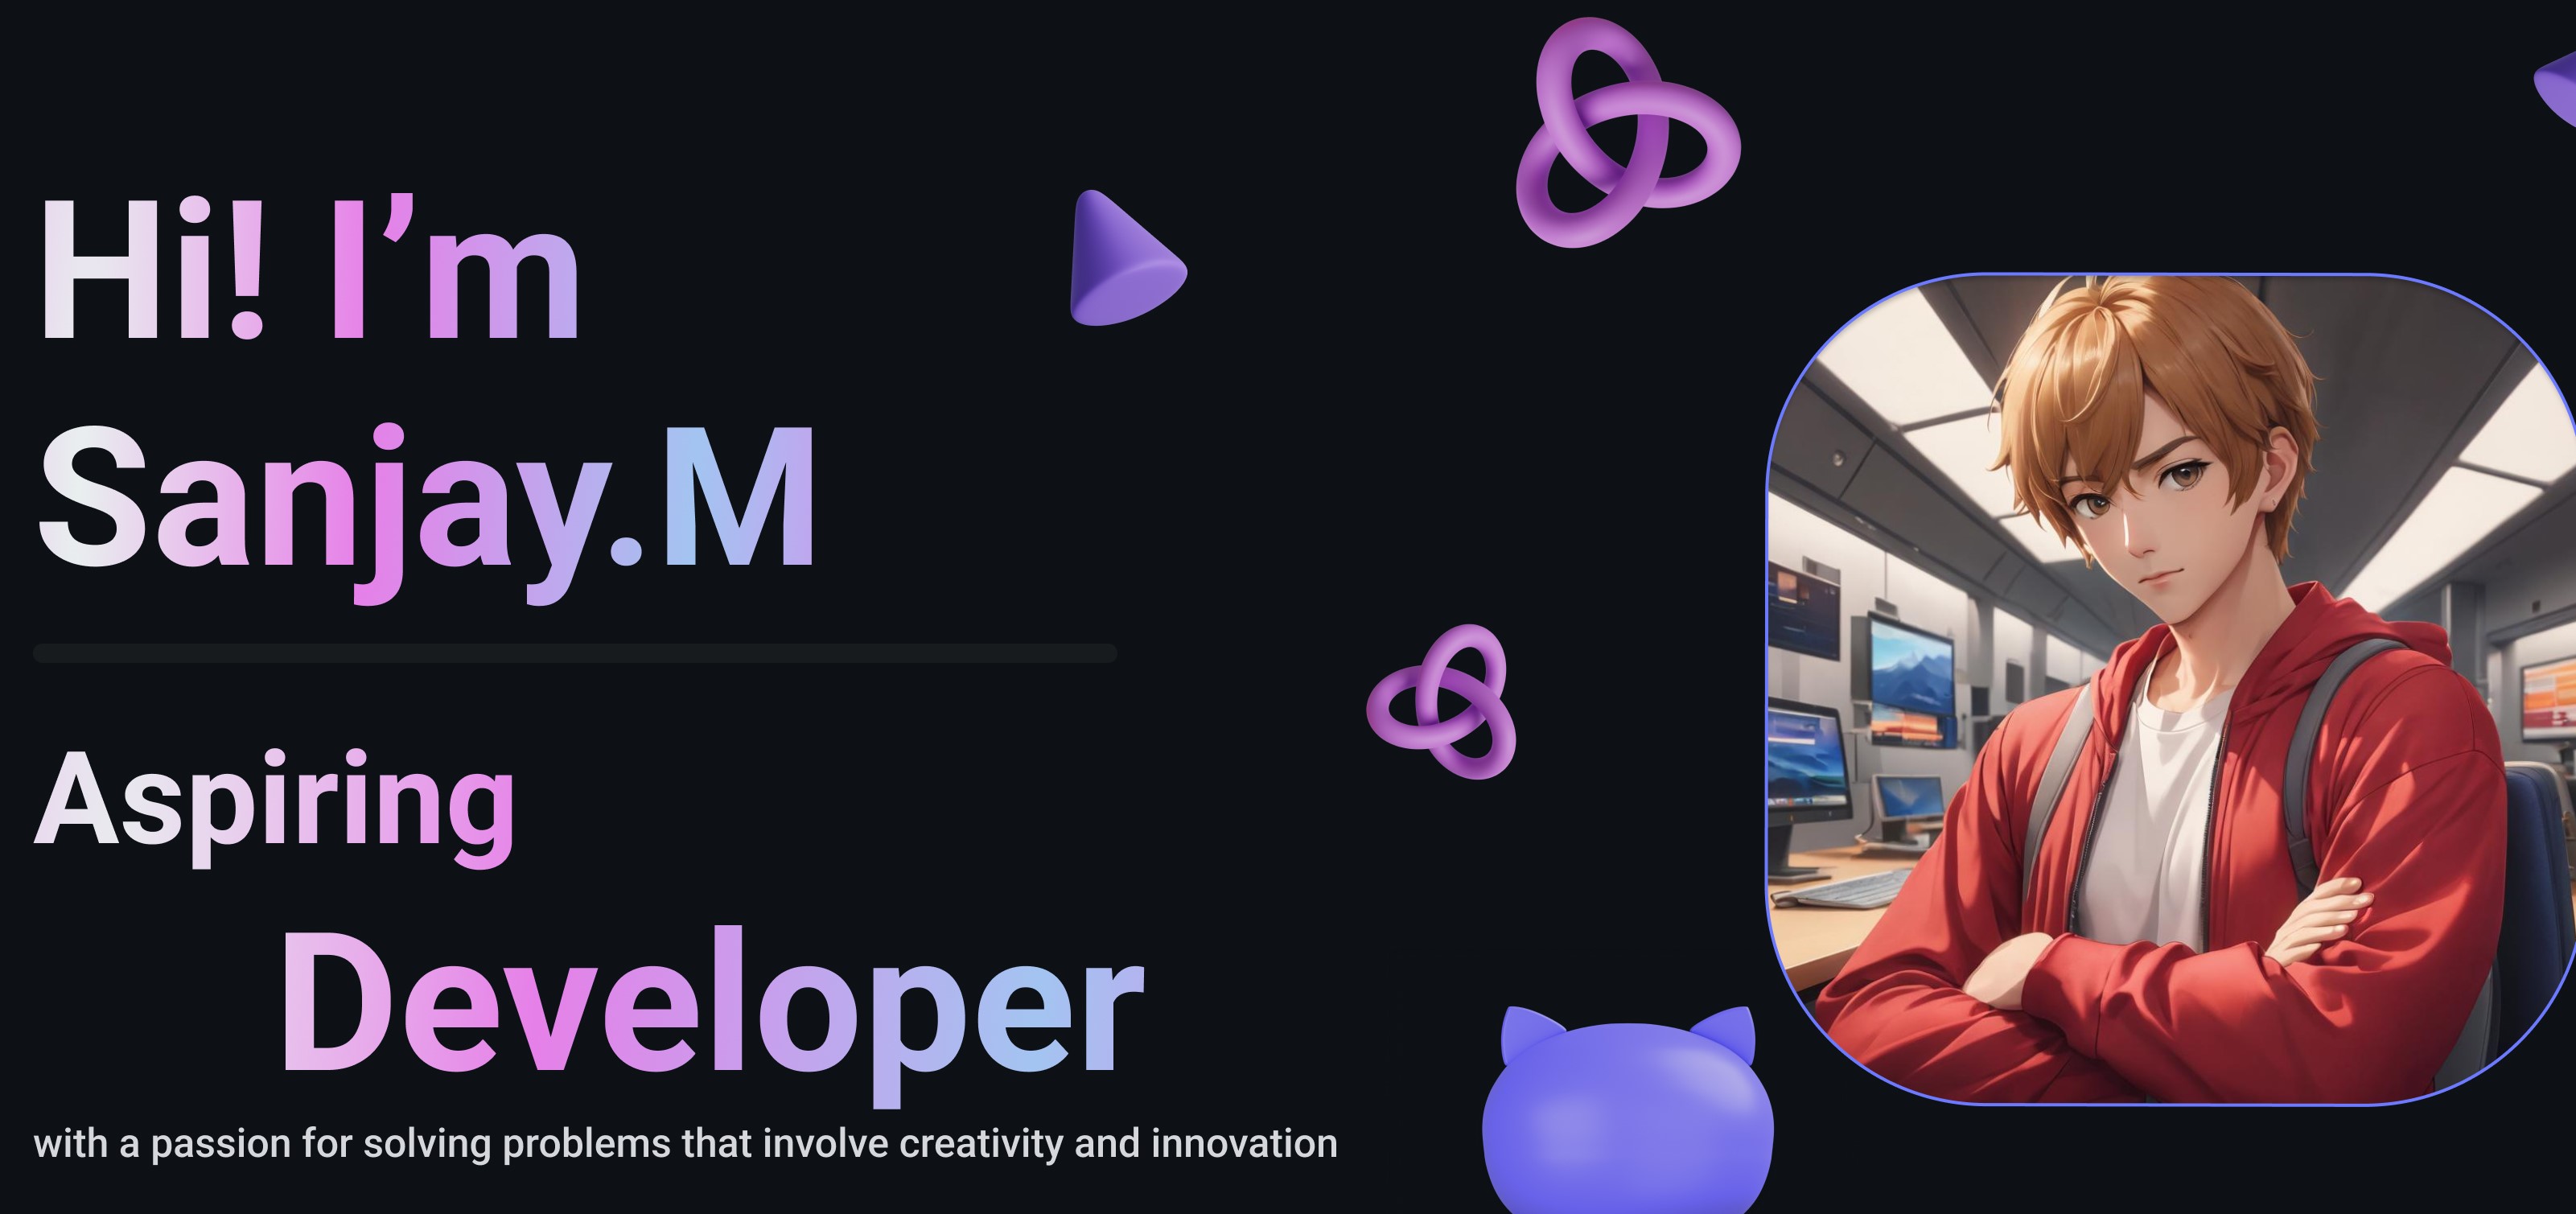 Hi! I’m
Sanjay.M
Aspiring
Developer
with a passion for solving problems that involve creativity and innovation